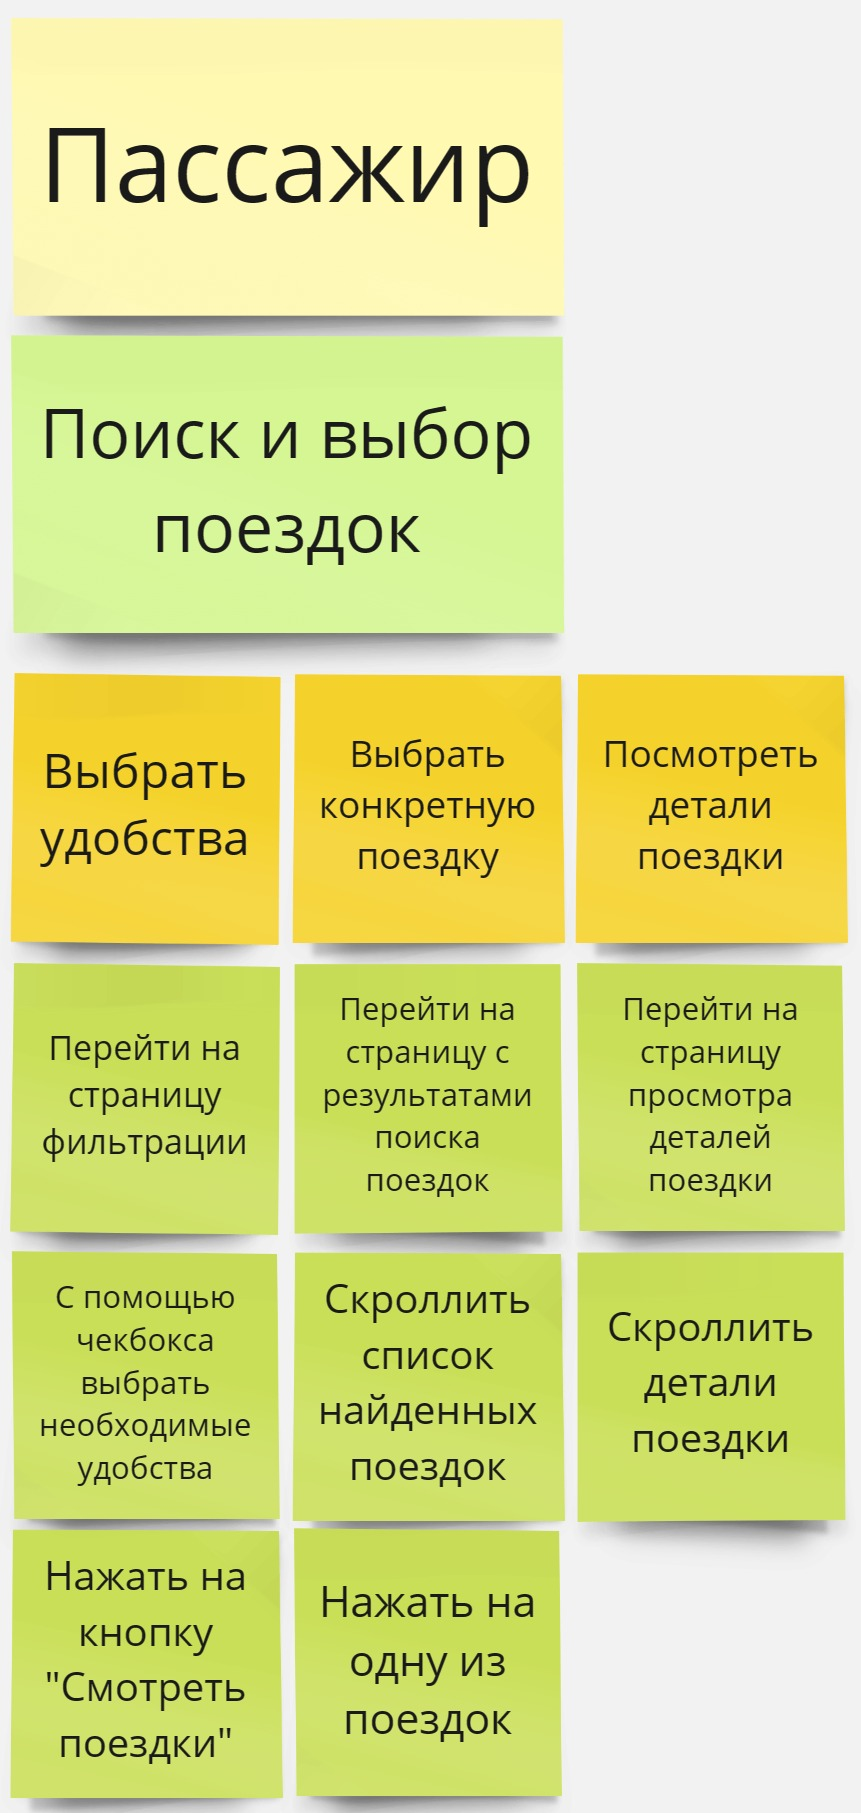 Пассажир
Поиск и выбор
поездок
Выбрать
удобства
Выбрать
конкретную
поездку
Посмотреть
детали
поездки
Перейти на
страницу
фильтрации
Перейти на
страницу с
результатами
поиска
поездок
Перейти на
страницу
просмотра
деталей
поездки
С помощью
чекбокса
выбрать
необходимые
удобства
Скроллить
список
найденных
поездок
Скроллить
детали
поездки
Нажать на
кнопку
"Смотреть
поездки"
Нажать на
одну из
поездок